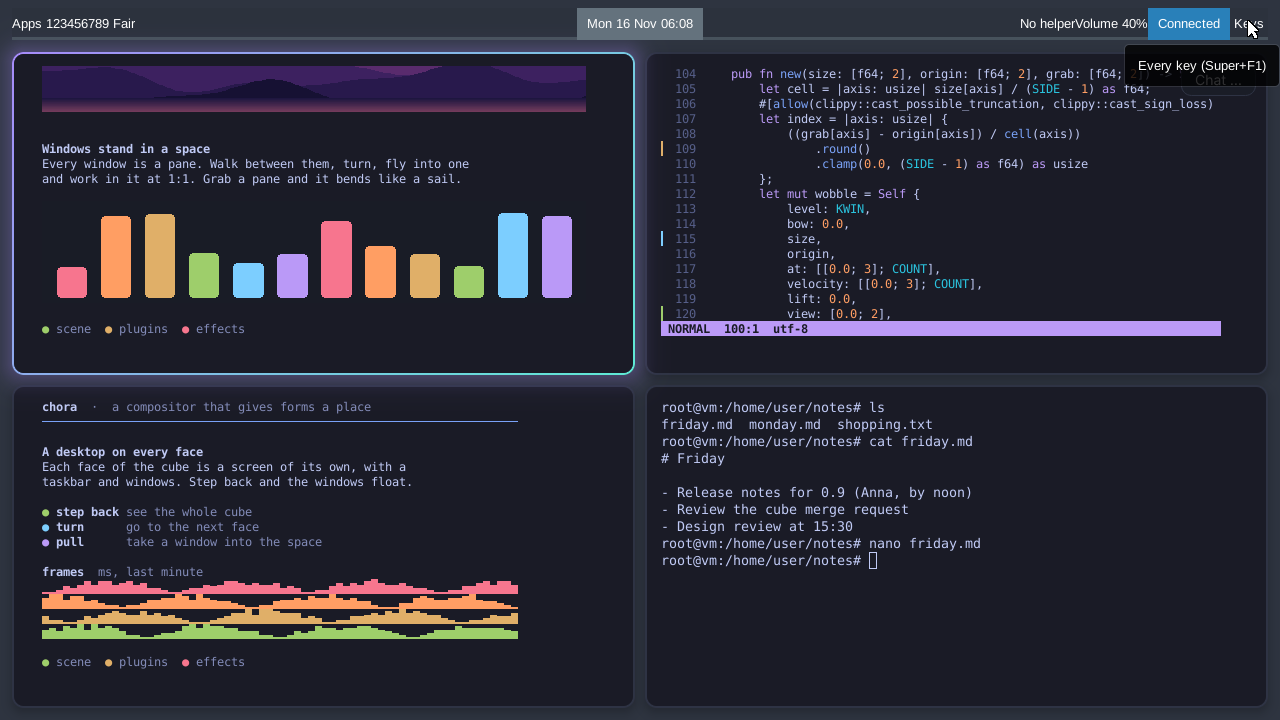 Apps 123456789 Fair
Mon 16 Nov 06:08
No helper Volume 40% Connected Keys
Every key (Super+F1)
Chat ...
Windows stand in a space
Every window is a pane. Walk between them, turn, fly into one
and work in it at 1:1. Grab a pane and it bends like a sail.
● scene ● plugins ● effects
104 pub fn new(size: [f64; 2], origin: [f64; 2], grab: [f64;
105 let cell = |axis: usize| size[axis] / (SIDE - 1) as f64;
106 #[allow(clippy::cast_possible_truncation, clippy::cast_sign_loss)
107 let index = |axis: usize| {
108 ((grab[axis] - origin[axis]) / cell(axis))
109 .round()
110 .clamp(0.0, (SIDE - 1) as f64) as usize
111 };
112 let mut wobble = Self {
113 level: KWIN,
114 bow: 0.0,
115 size,
116 origin,
117 at: [[0.0; 3]; COUNT],
118 velocity: [[0.0; 3]; COUNT],
119 lift: 0.0,
120 view: [0.0; 2],
NORMAL 100:1 utf-8
chora · a compositor that gives forms a place
A desktop on every face
Each face of the cube is a screen of its own, with a
taskbar and windows. Step back and the windows float.
● step back see the whole cube
● turn go to the next face
● pull take a window into the space
frames ms, last minute
● scene ● plugins ● effects
root@vm:/home/user/notes# ls
friday.md monday.md shopping.txt
root@vm:/home/user/notes# cat friday.md
# Friday
- Release notes for 0.9 (Anna, by noon)
- Review the cube merge request
- Design review at 15:30
root@vm:/home/user/notes# nano friday.md
root@vm:/home/user/notes#